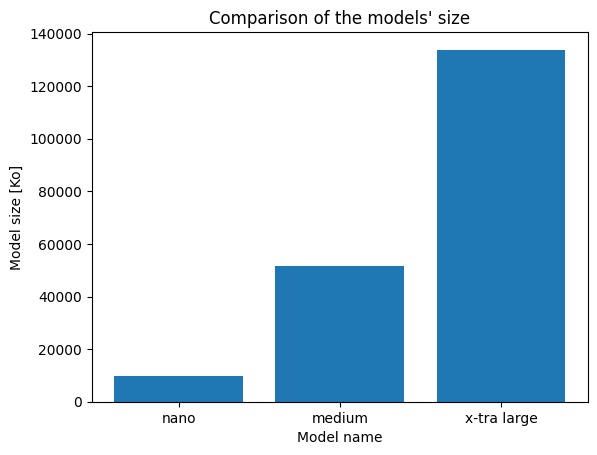 Comparison of the models' size
140000
120000
100000
80000
60000
40000
20000
0
Model size [Ko]
nano medium x-tra large
Model name